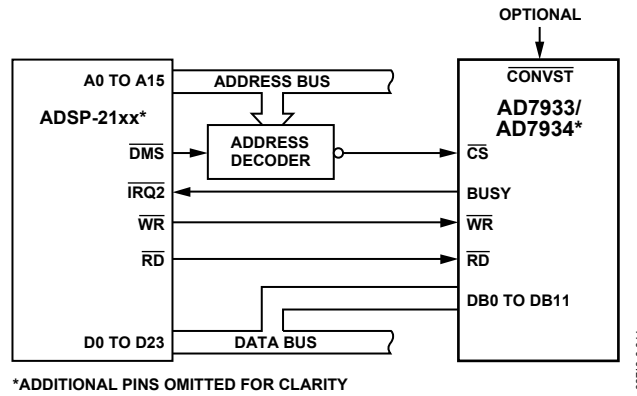 OPTIONAL
A0 TO A15
ADDRESS BUS
CONVST
ADSP-21xx*
AD7933/
AD7934*
DMS
ADDRESS
DECODER
CS
IRQ2
BUSY
WR
WR
RD
RD
DB0 TO DB11
D0 TO D23
DATA BUS
*ADDITIONAL PINS OMITTED FOR CLARITY